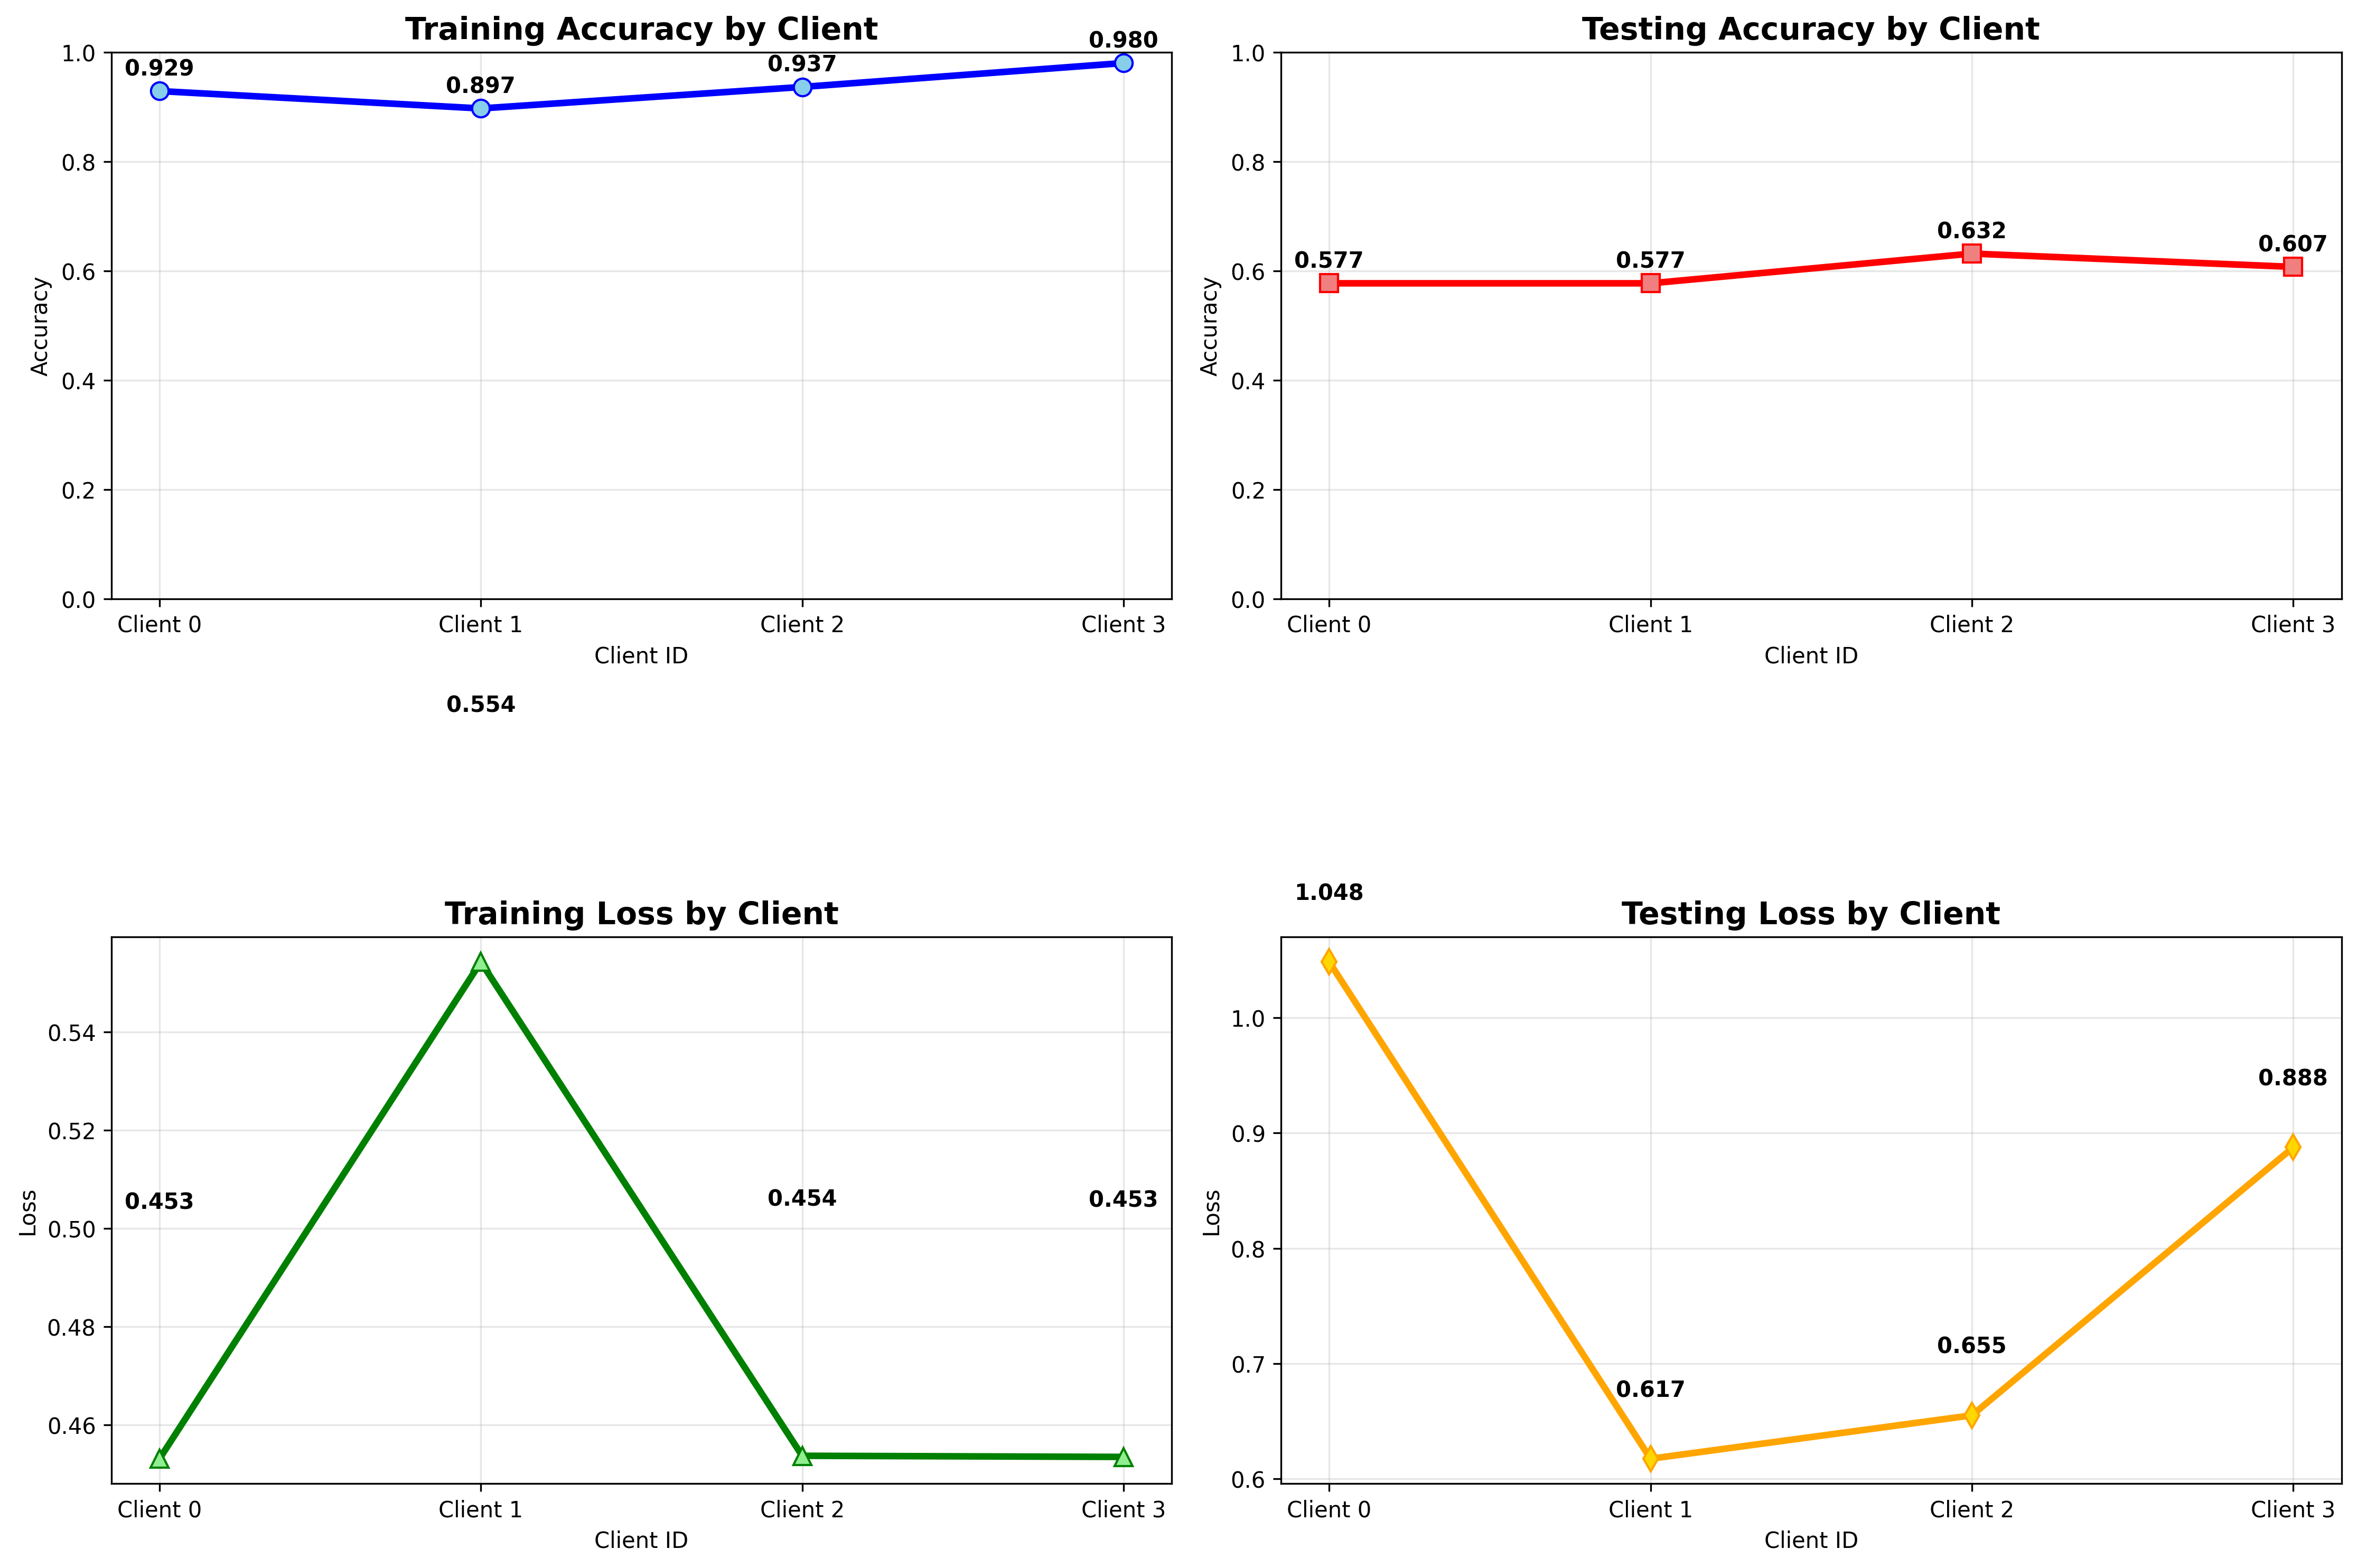 Training Accuracy by Client
0.929
0.897
0.937
0.980
1.0
0.8
0.6
0.4
0.2
0.0
Accuracy
Client 0
Client 1
Client 2
Client 3
Client ID
Testing Accuracy by Client
0.577
0.577
0.632
0.607
1.0
0.8
0.6
0.4
0.2
0.0
Accuracy
Client 0
Client 1
Client 2
Client 3
Client ID
0.554
Training Loss by Client
0.453
0.454
0.453
0.54
0.52
0.50
0.48
0.46
Loss
Client 0
Client 1
Client 2
Client 3
Client ID
1.048
Testing Loss by Client
0.617
0.655
0.888
1.0
0.9
0.8
0.7
0.6
Loss
Client 0
Client 1
Client 2
Client 3
Client ID